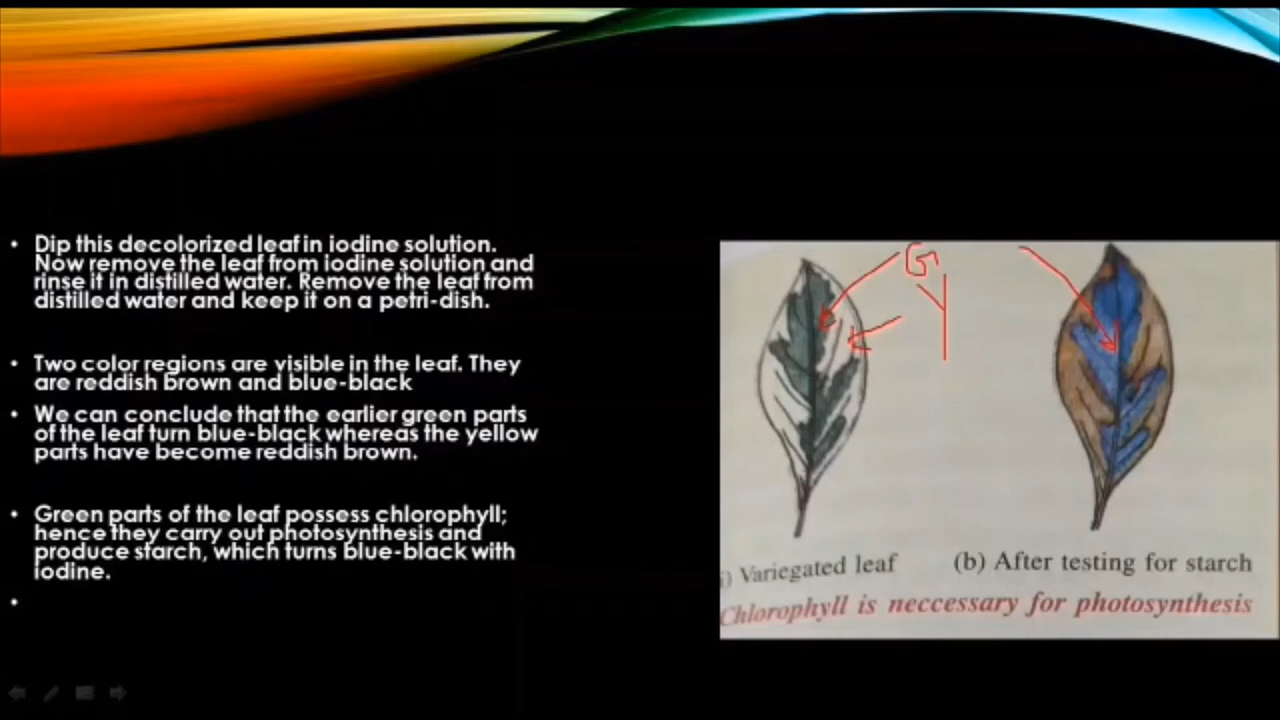 • Dip this decolorized leaf in iodine solution.
Now remove the leaf from iodine solution and
rinse it in distilled water. Remove the leaf from
distilled water and keep it on a petri-dish.
• Two color regions are visible in the leaf. They
are reddish brown and blue-black
• We can conclude that the earlier green parts
of the leaf turn blue-black whereas the yellow
parts have become reddish brown.
• Green parts of the leaf possess chlorophyll;
hence they carry out photosynthesis and
produce starch, which turns blue-black with
iodine.
•
G
Y
) Variegated leaf
(b) After testing for starch
Chlorophyll is neccessary for photosynthesis